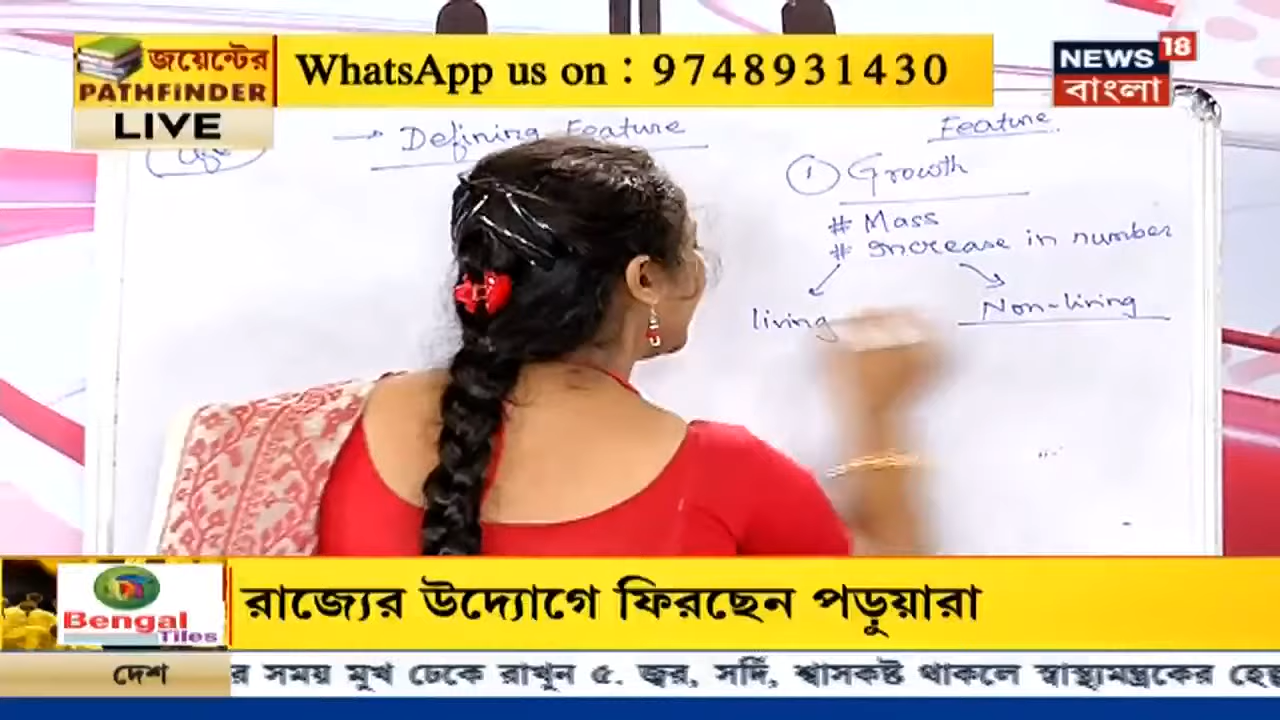 জয়েন্টের
PATHFINDER
LIVE
WhatsApp us on : 9748931430
NEWS 18
বাংলা
→ Defining Feature
Feature
① Growth
# Mass
# Increase in number
living
Non-living
Bengal
Tiles
রাজ্যের উদ্যোগে ফিরছেন পড়ুয়ারা
দেশ
র সময় মুখ ঢেকে রাখুন ৫. জ্বর, সর্দি, শ্বাসকষ্ট থাকলে স্বাস্থ্যমন্ত্রকের